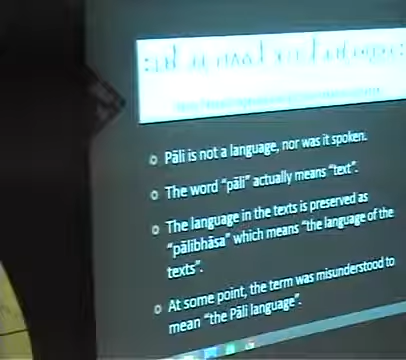 Pāli is not a language, nor was it spoken.
The word "pāli" actually means "text".
The language in the texts is preserved as
"pālibhāsa" which means "the language of the
texts".
At some point, the term was misunderstood to
mean "the Pāli language".